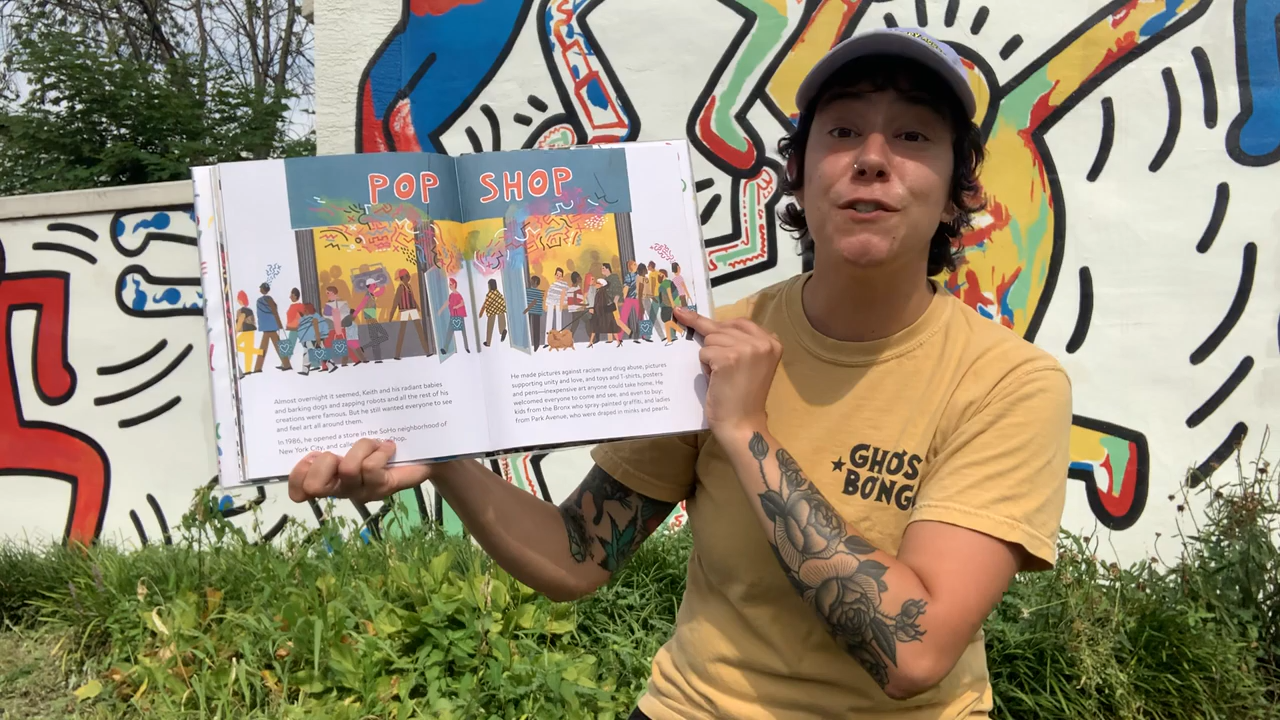 POP SHOP
Almost overnight it seemed, Keith and his radiant babies
and barking dogs and zapping robots and all the rest of his
creations were famous. But he still wanted everyone to see
and feel art all around them.
In 1986, he opened a store in the SoHo neighborhood of
New York City, and called Shop.
He made pictures against racism and drug abuse, pictures
supporting unity and love, and toys and T-shirts, posters
and pens—inexpensive art anyone could take home. He
welcomed everyone to come and see, and even to buy:
kids from the Bronx who spray-painted graffiti, and ladies
from Park Avenue, who were draped in minks and pearls.
GHOS
BONG